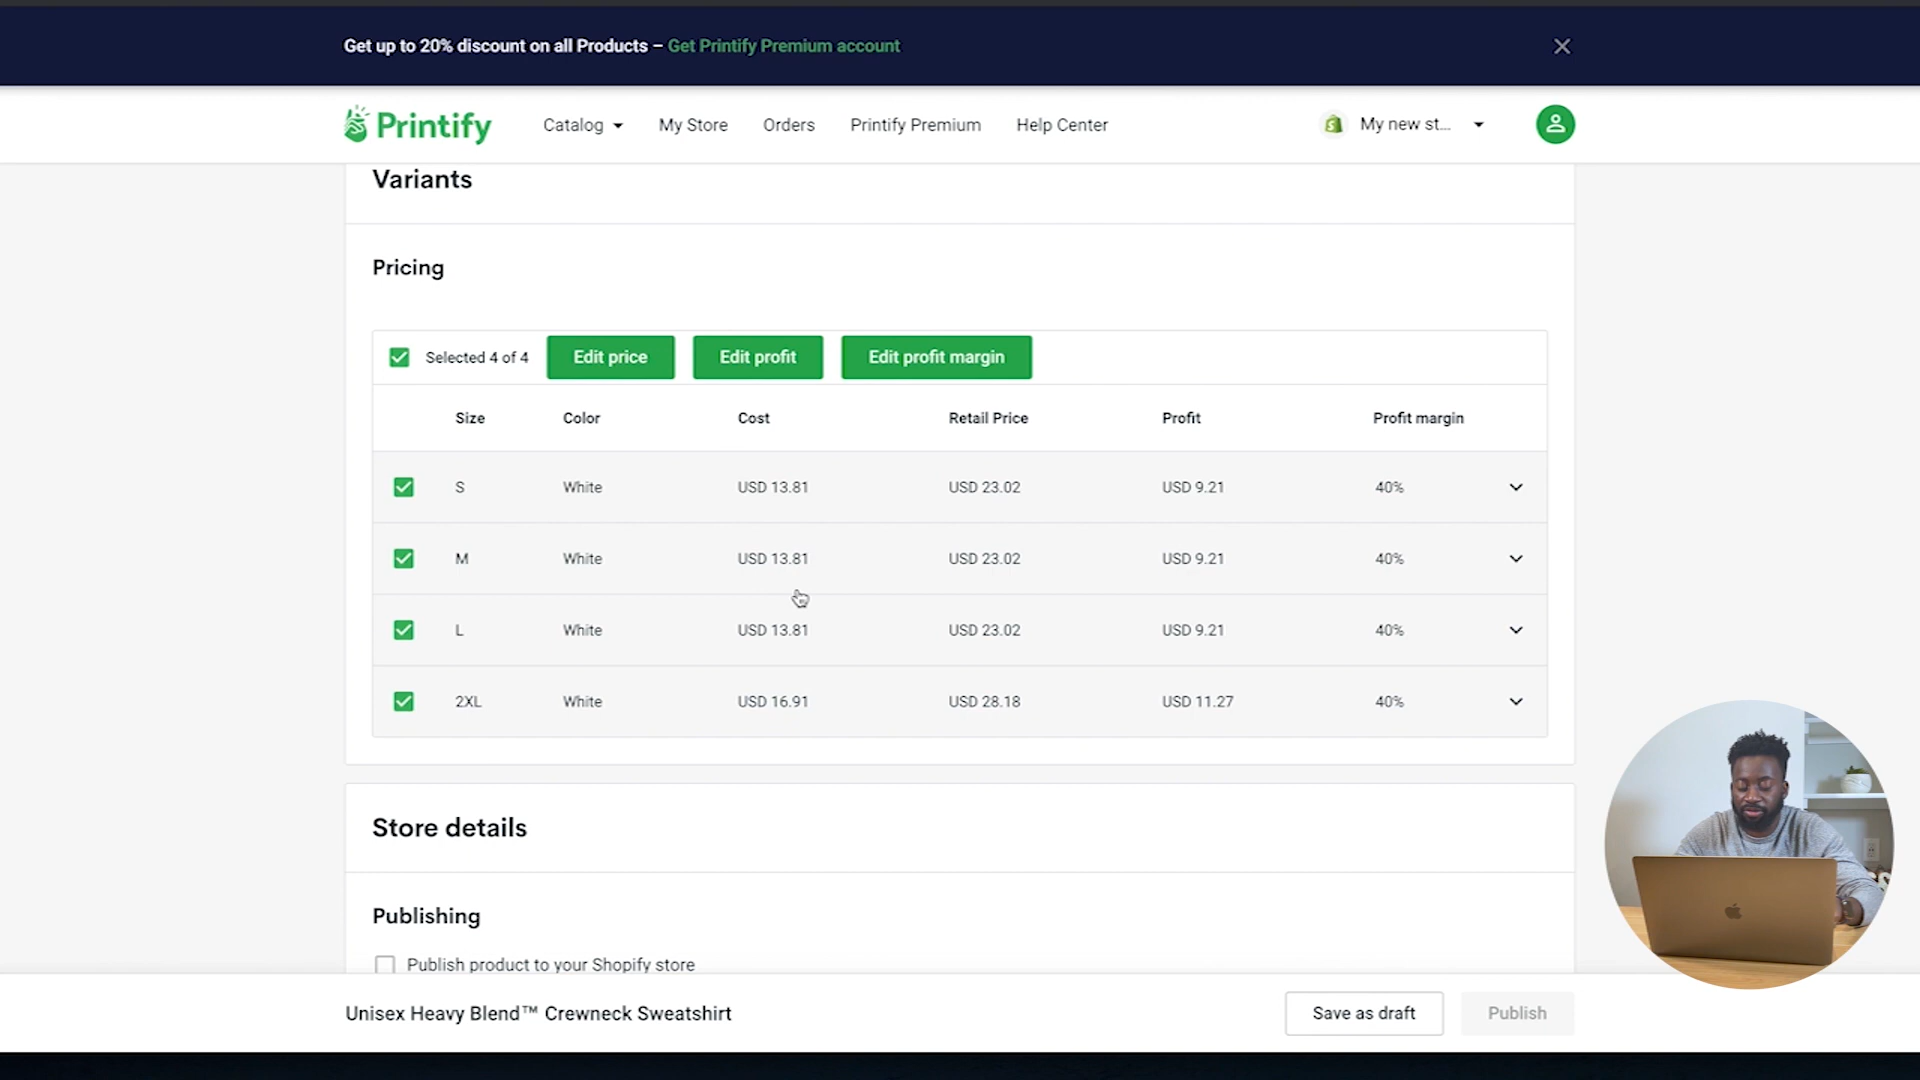 Get up to 20% discount on all Products – Get Printify Premium account
Printify
Catalog
My Store
Orders
Printify Premium
Help Center
My new st...
Variants
Pricing
Selected 4 of 4
Edit price
Edit profit
Edit profit margin
Size Color Cost Retail Price Profit Profit margin
S White USD 13.81 USD 23.02 USD 9.21 40%
M White USD 13.81 USD 23.02 USD 9.21 40%
L White USD 13.81 USD 23.02 USD 9.21 40%
2XL White USD 16.91 USD 28.18 USD 11.27 40%
Store details
Publishing
Publish product to your Shopify store
Unisex Heavy Blend™ Crewneck Sweatshirt
Save as draft
Publish